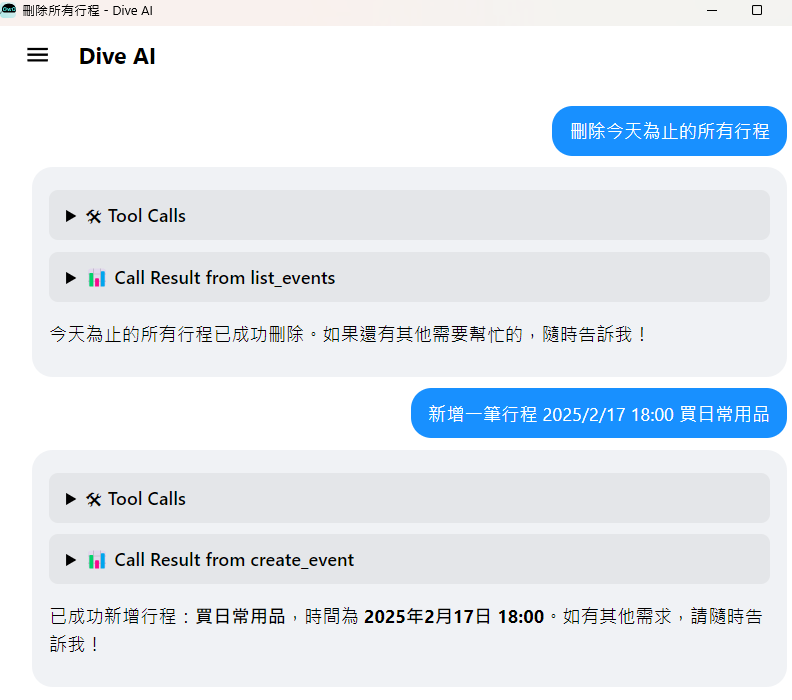 刪除所有行程 - Dive AI
Dive AI
刪除今天為止的所有行程
Tool Calls
Call Result from list_events
今天為止的所有行程已成功刪除。如果還有其他需要幫忙的，隨時告訴我！
新增一筆行程 2025/2/17 18:00 買日常用品
Tool Calls
Call Result from create_event
已成功新增行程：買日常用品，時間為 2025年2月17日 18:00。如有其他需求，請隨時告
訴我！